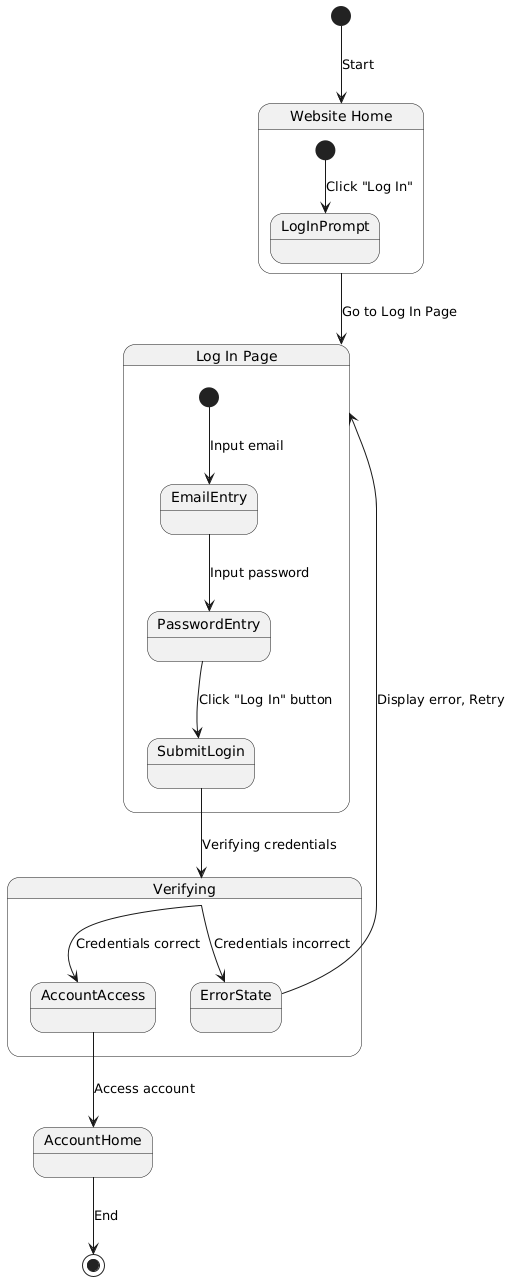 Start
Website Home
Click "Log In"
LogInPrompt
Go to Log In Page
Log In Page
Input email
EmailEntry
Input password
PasswordEntry
Click "Log In" button
Display error, Retry
SubmitLogin
Verifying credentials
Verifying
Credentials correct
Credentials incorrect
AccountAccess
ErrorState
Access account
AccountHome
End